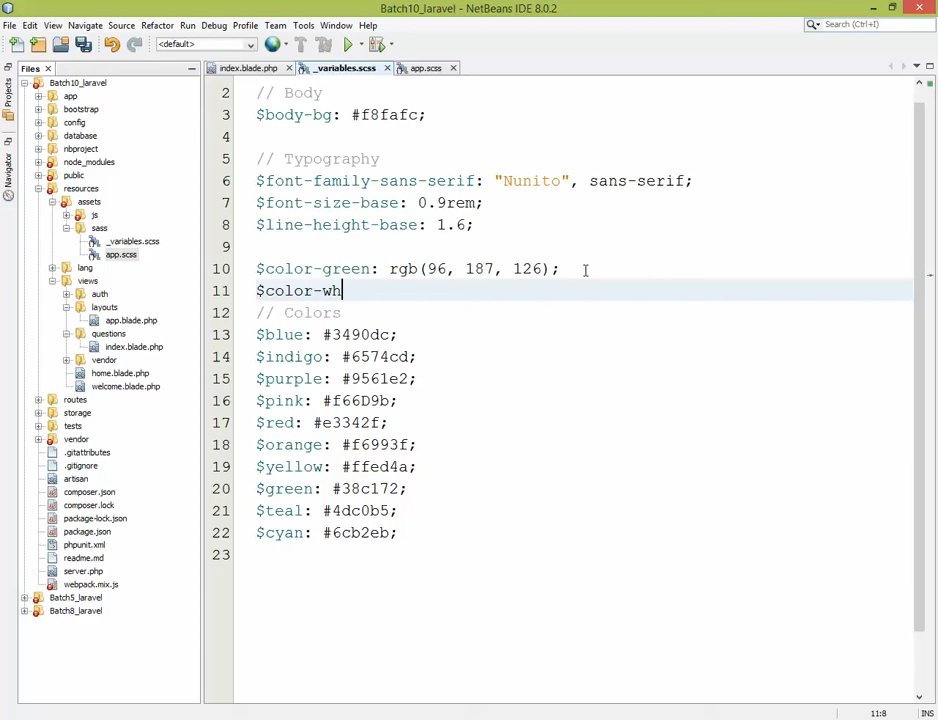 Batch10_laravel - NetBeans IDE 8.0.2
File Edit View Navigate Source Refactor Run Debug Profile Team Tools Window Help
Search (Ctrl+I)
<default>
Files
index.blade.php
_variables.scss
app.scss
Projects
Navigator
Batch10_laravel
app
bootstrap
config
database
nbproject
node_modules
public
resources
assets
js
sass
_variables.scss
app.scss
lang
views
auth
layouts
app.blade.php
questions
index.blade.php
vendor
home.blade.php
welcome.blade.php
routes
storage
tests
vendor
.gitattributes
.gitignore
artisan
composer.json
composer.lock
package-lock.json
package.json
phpunit.xml
readme.md
server.php
webpack.mix.js
Batch5_laravel
Batch8_laravel
2 // Body
3 $body-bg: #f8fafc;
4
5 // Typography
6 $font-family-sans-serif: "Nunito", sans-serif;
7 $font-size-base: 0.9rem;
8 $line-height-base: 1.6;
9
10 $color-green: rgb(96, 187, 126);
11 $color-wh
12 // Colors
13 $blue: #3490dc;
14 $indigo: #6574cd;
15 $purple: #9561e2;
16 $pink: #f66D9b;
17 $red: #e3342f;
18 $orange: #f6993f;
19 $yellow: #ffed4a;
20 $green: #38c172;
21 $teal: #4dc0b5;
22 $cyan: #6cb2eb;
23
11:8 INS